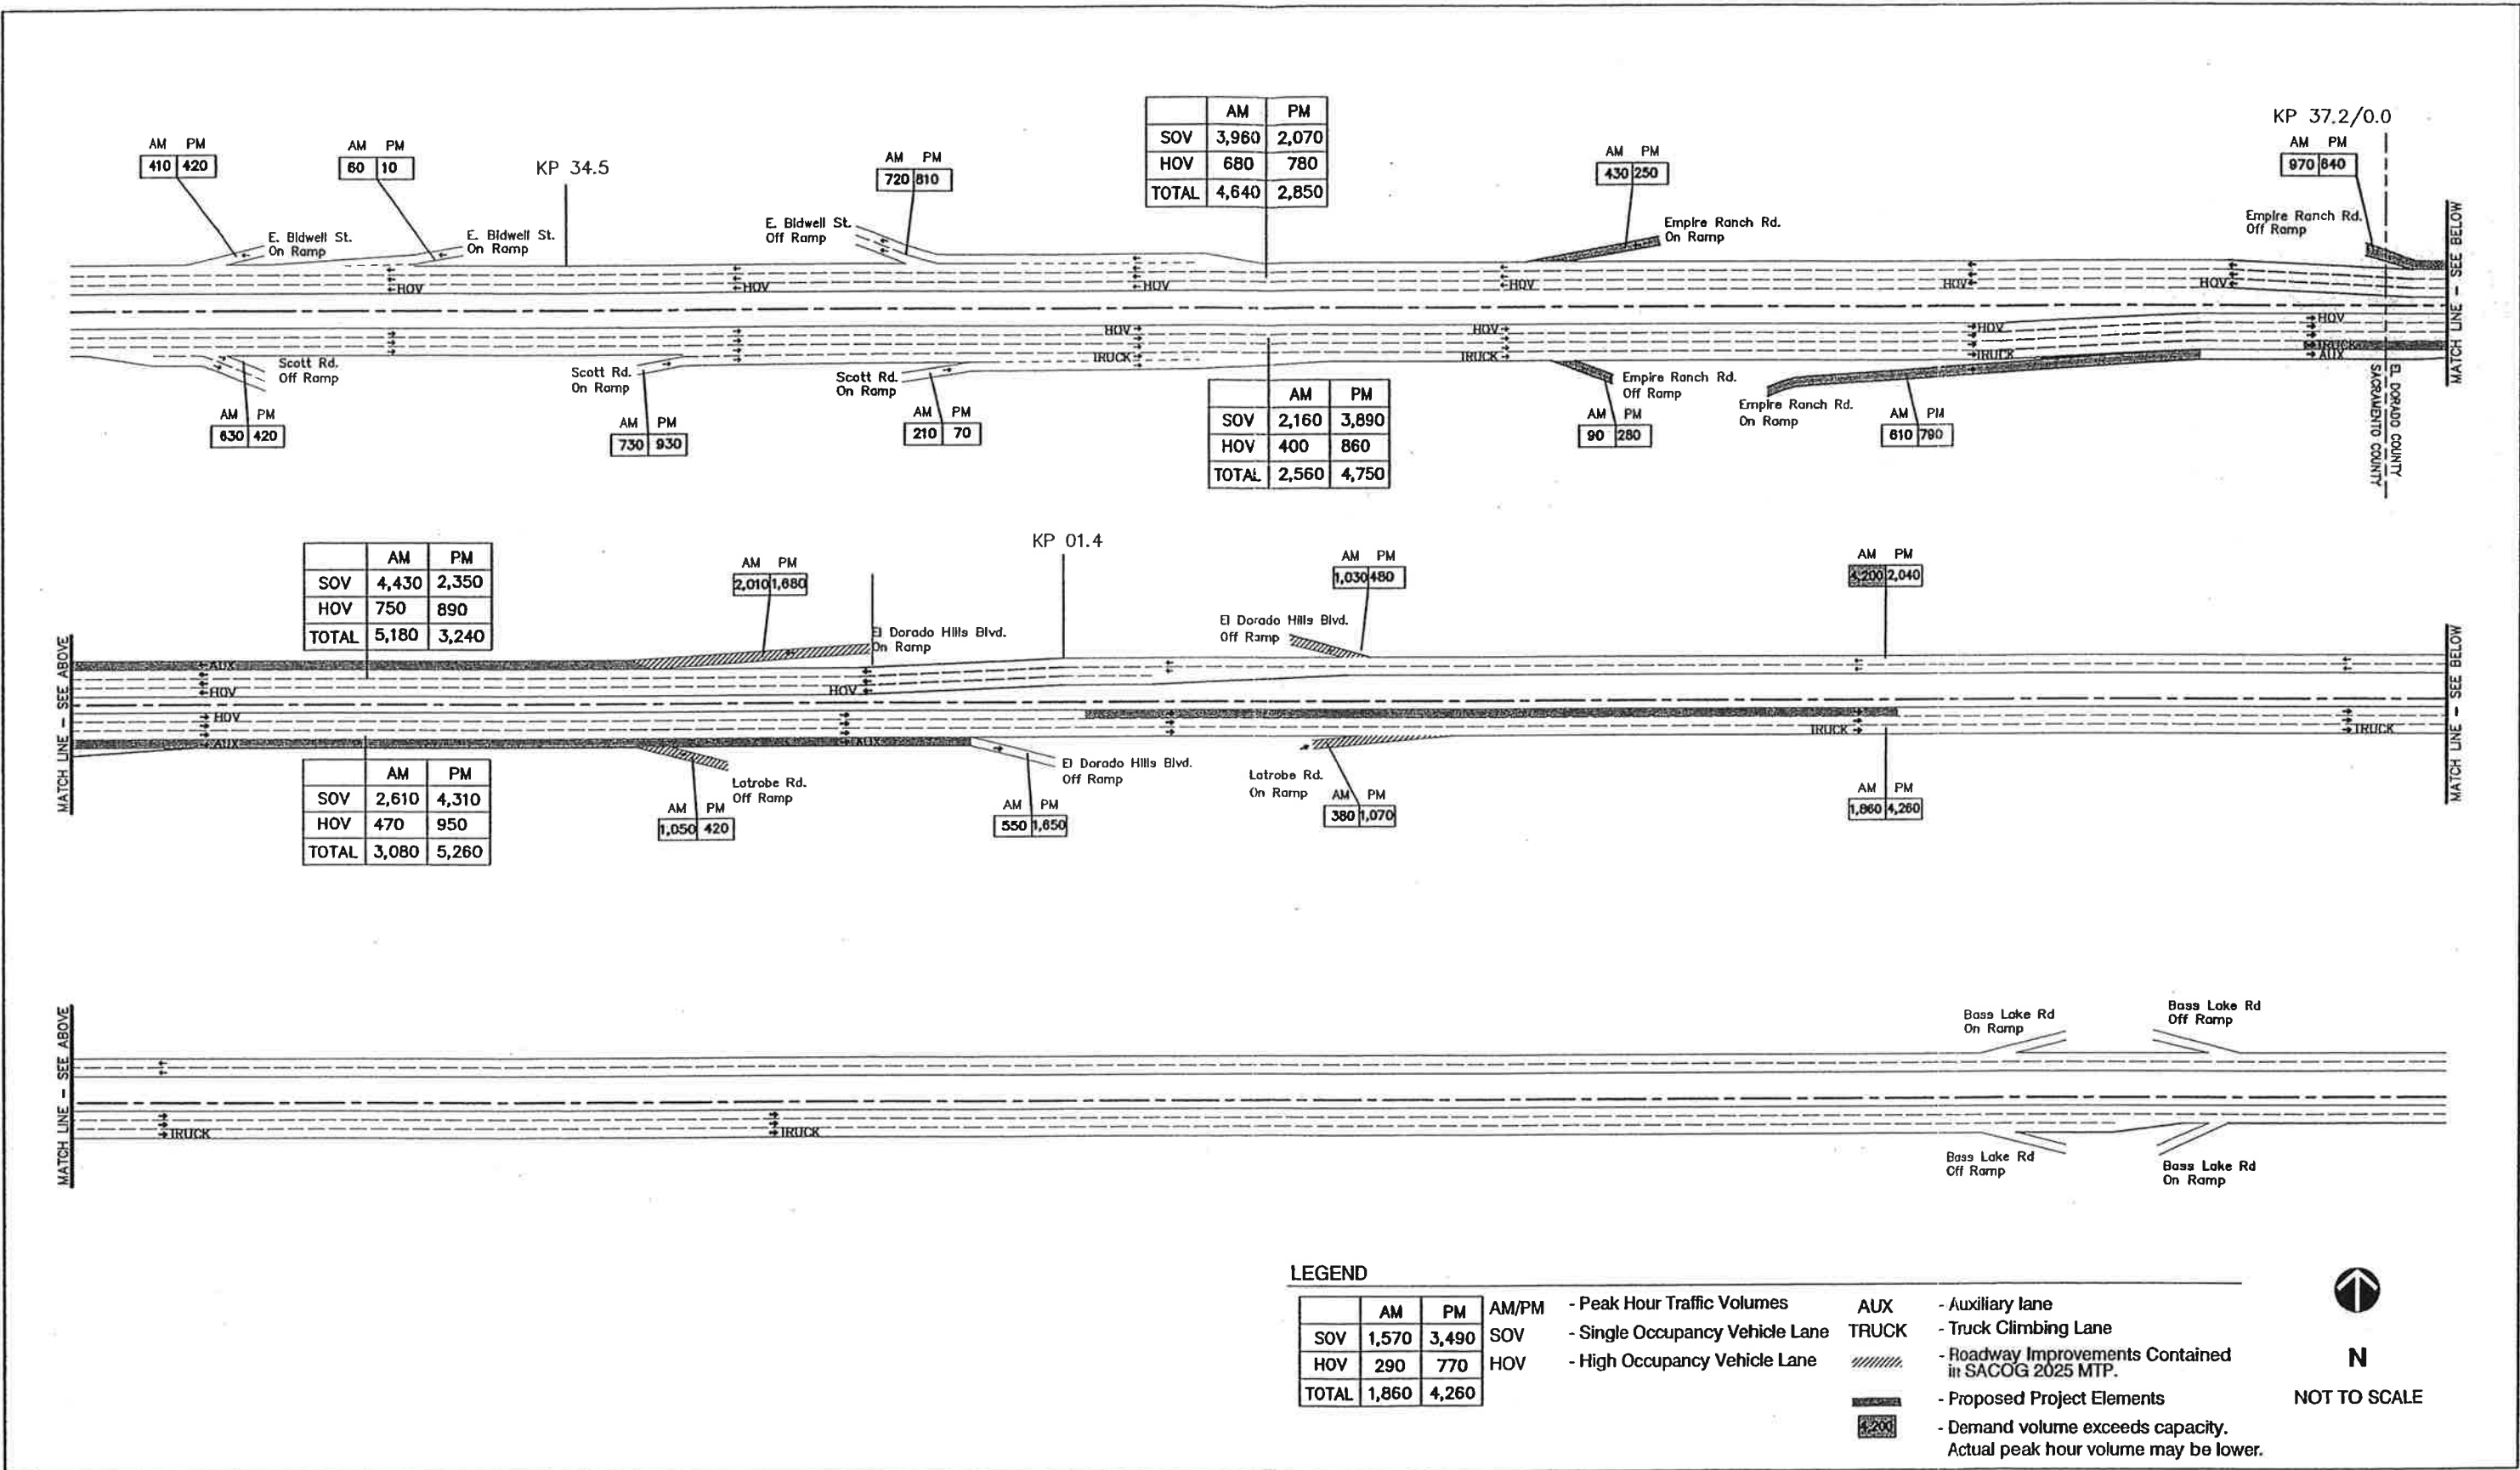 KP 37.2/0.0
AM PM
410 420
AM PM
60 10
KP 34.5
AM PM
720 810
AM PM
SOV 3,960 2,070
HOV 680 780
TOTAL 4,640 2,850
AM PM
430 250
AM PM
970 640
E. Bidwell St.
On Ramp
E. Bidwell St.
On Ramp
E. Bidwell St.
Off Ramp
Empire Ranch Rd.
On Ramp
Empire Ranch Rd.
Off Ramp
MATCH LINE - SEE BELOW
HOV
HOV
HOV
HOV
HOV
HOV
HOV
HOV
HOV
HOV
TRUCK
TRUCK
TRUCK
TRUCK
AUX
Scott Rd.
Off Ramp
AM PM
630 420
Scott Rd.
On Ramp
AM PM
730 930
Scott Rd.
On Ramp
AM PM
210 70
AM PM
SOV 2,160 3,890
HOV 400 860
TOTAL 2,560 4,750
Empire Ranch Rd.
Off Ramp
AM PM
90 280
Empire Ranch Rd.
On Ramp
AM PM
610 790
EL DORADO COUNTY
SACRAMENTO COUNTY
AM PM
SOV 4,430 2,350
HOV 750 890
TOTAL 5,180 3,240
AM PM
2,010 1,680
KP 01.4
AM PM
1,030 480
AM PM
4,200 2,040
El Dorado Hills Blvd.
On Ramp
El Dorado Hills Blvd.
Off Ramp
MATCH LINE - SEE ABOVE
MATCH LINE - SEE BELOW
AUX
HOV
HOV
HOV
AUX
AUX
TRUCK
TRUCK
AM PM
SOV 2,610 4,310
HOV 470 950
TOTAL 3,080 5,260
Latrobe Rd.
Off Ramp
AM PM
1,050 420
El Dorado Hills Blvd.
Off Ramp
AM PM
550 1,650
Latrobe Rd.
On Ramp
AM PM
380 1,070
AM PM
1,860 4,260
MATCH LINE - SEE ABOVE
Bass Lake Rd
On Ramp
Bass Lake Rd
Off Ramp
TRUCK
TRUCK
Bass Lake Rd
Off Ramp
Bass Lake Rd
On Ramp
LEGEND
AM PM
SOV 1,570 3,490
HOV 290 770
TOTAL 1,860 4,260
AM/PM - Peak Hour Traffic Volumes
SOV - Single Occupancy Vehicle Lane
HOV - High Occupancy Vehicle Lane
AUX - Auxiliary lane
TRUCK - Truck Climbing Lane
- Roadway Improvements Contained
in SACOG 2025 MTP.
- Proposed Project Elements
4,200 - Demand volume exceeds capacity.
Actual peak hour volume may be lower.
N
NOT TO SCALE